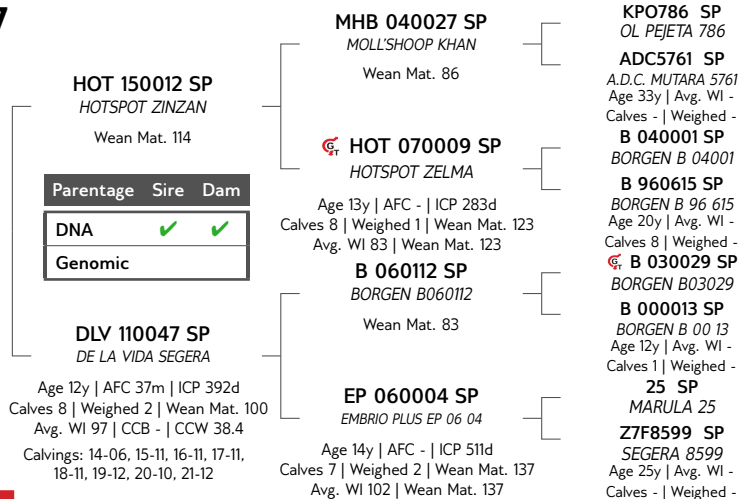 7
HOT 150012 SP
HOTSPOT ZINZAN
Wean Mat. 114
Parentage Sire Dam
DNA ✔ ✔
Genomic
DLV 110047 SP
DE LA VIDA SEGERA
Age 12y | AFC 37m | ICP 392d
Calves 8 | Weighed 2 | Wean Mat. 100
Avg. WI 97 | CCB - | CCW 38.4
Calvings: 14-06, 15-11, 16-11, 17-11,
18-11, 19-12, 20-10, 21-12
MHB 040027 SP
MOLL'SHOOP KHAN
Wean Mat. 86
GT HOT 070009 SP
HOTSPOT ZELMA
Age 13y | AFC - | ICP 283d
Calves 8 | Weighed 1 | Wean Mat. 123
Avg. WI 83 | Wean Mat. 123
B 060112 SP
BORGEN B060112
Wean Mat. 83
EP 060004 SP
EMBRIO PLUS EP 06 04
Age 14y | AFC - | ICP 511d
Calves 7 | Weighed 2 | Wean Mat. 137
Avg. WI 102 | Wean Mat. 137
KPO786 SP
OL PEJETA 786
ADC5761 SP
A.D.C. MUTARA 5761
Age 33y | Avg. WI -
Calves - | Weighed -
B 040001 SP
BORGEN B 04001
B 960615 SP
BORGEN B 96 615
Age 20y | Avg. WI -
Calves 8 | Weighed -
GT B 030029 SP
BORGEN B03029
B 000013 SP
BORGEN B 00 13
Age 12y | Avg. WI -
Calves 1 | Weighed -
25 SP
MARULA 25
Z7F8599 SP
SEGERA 8599
Age 25y | Avg. WI -
Calves - | Weighed -